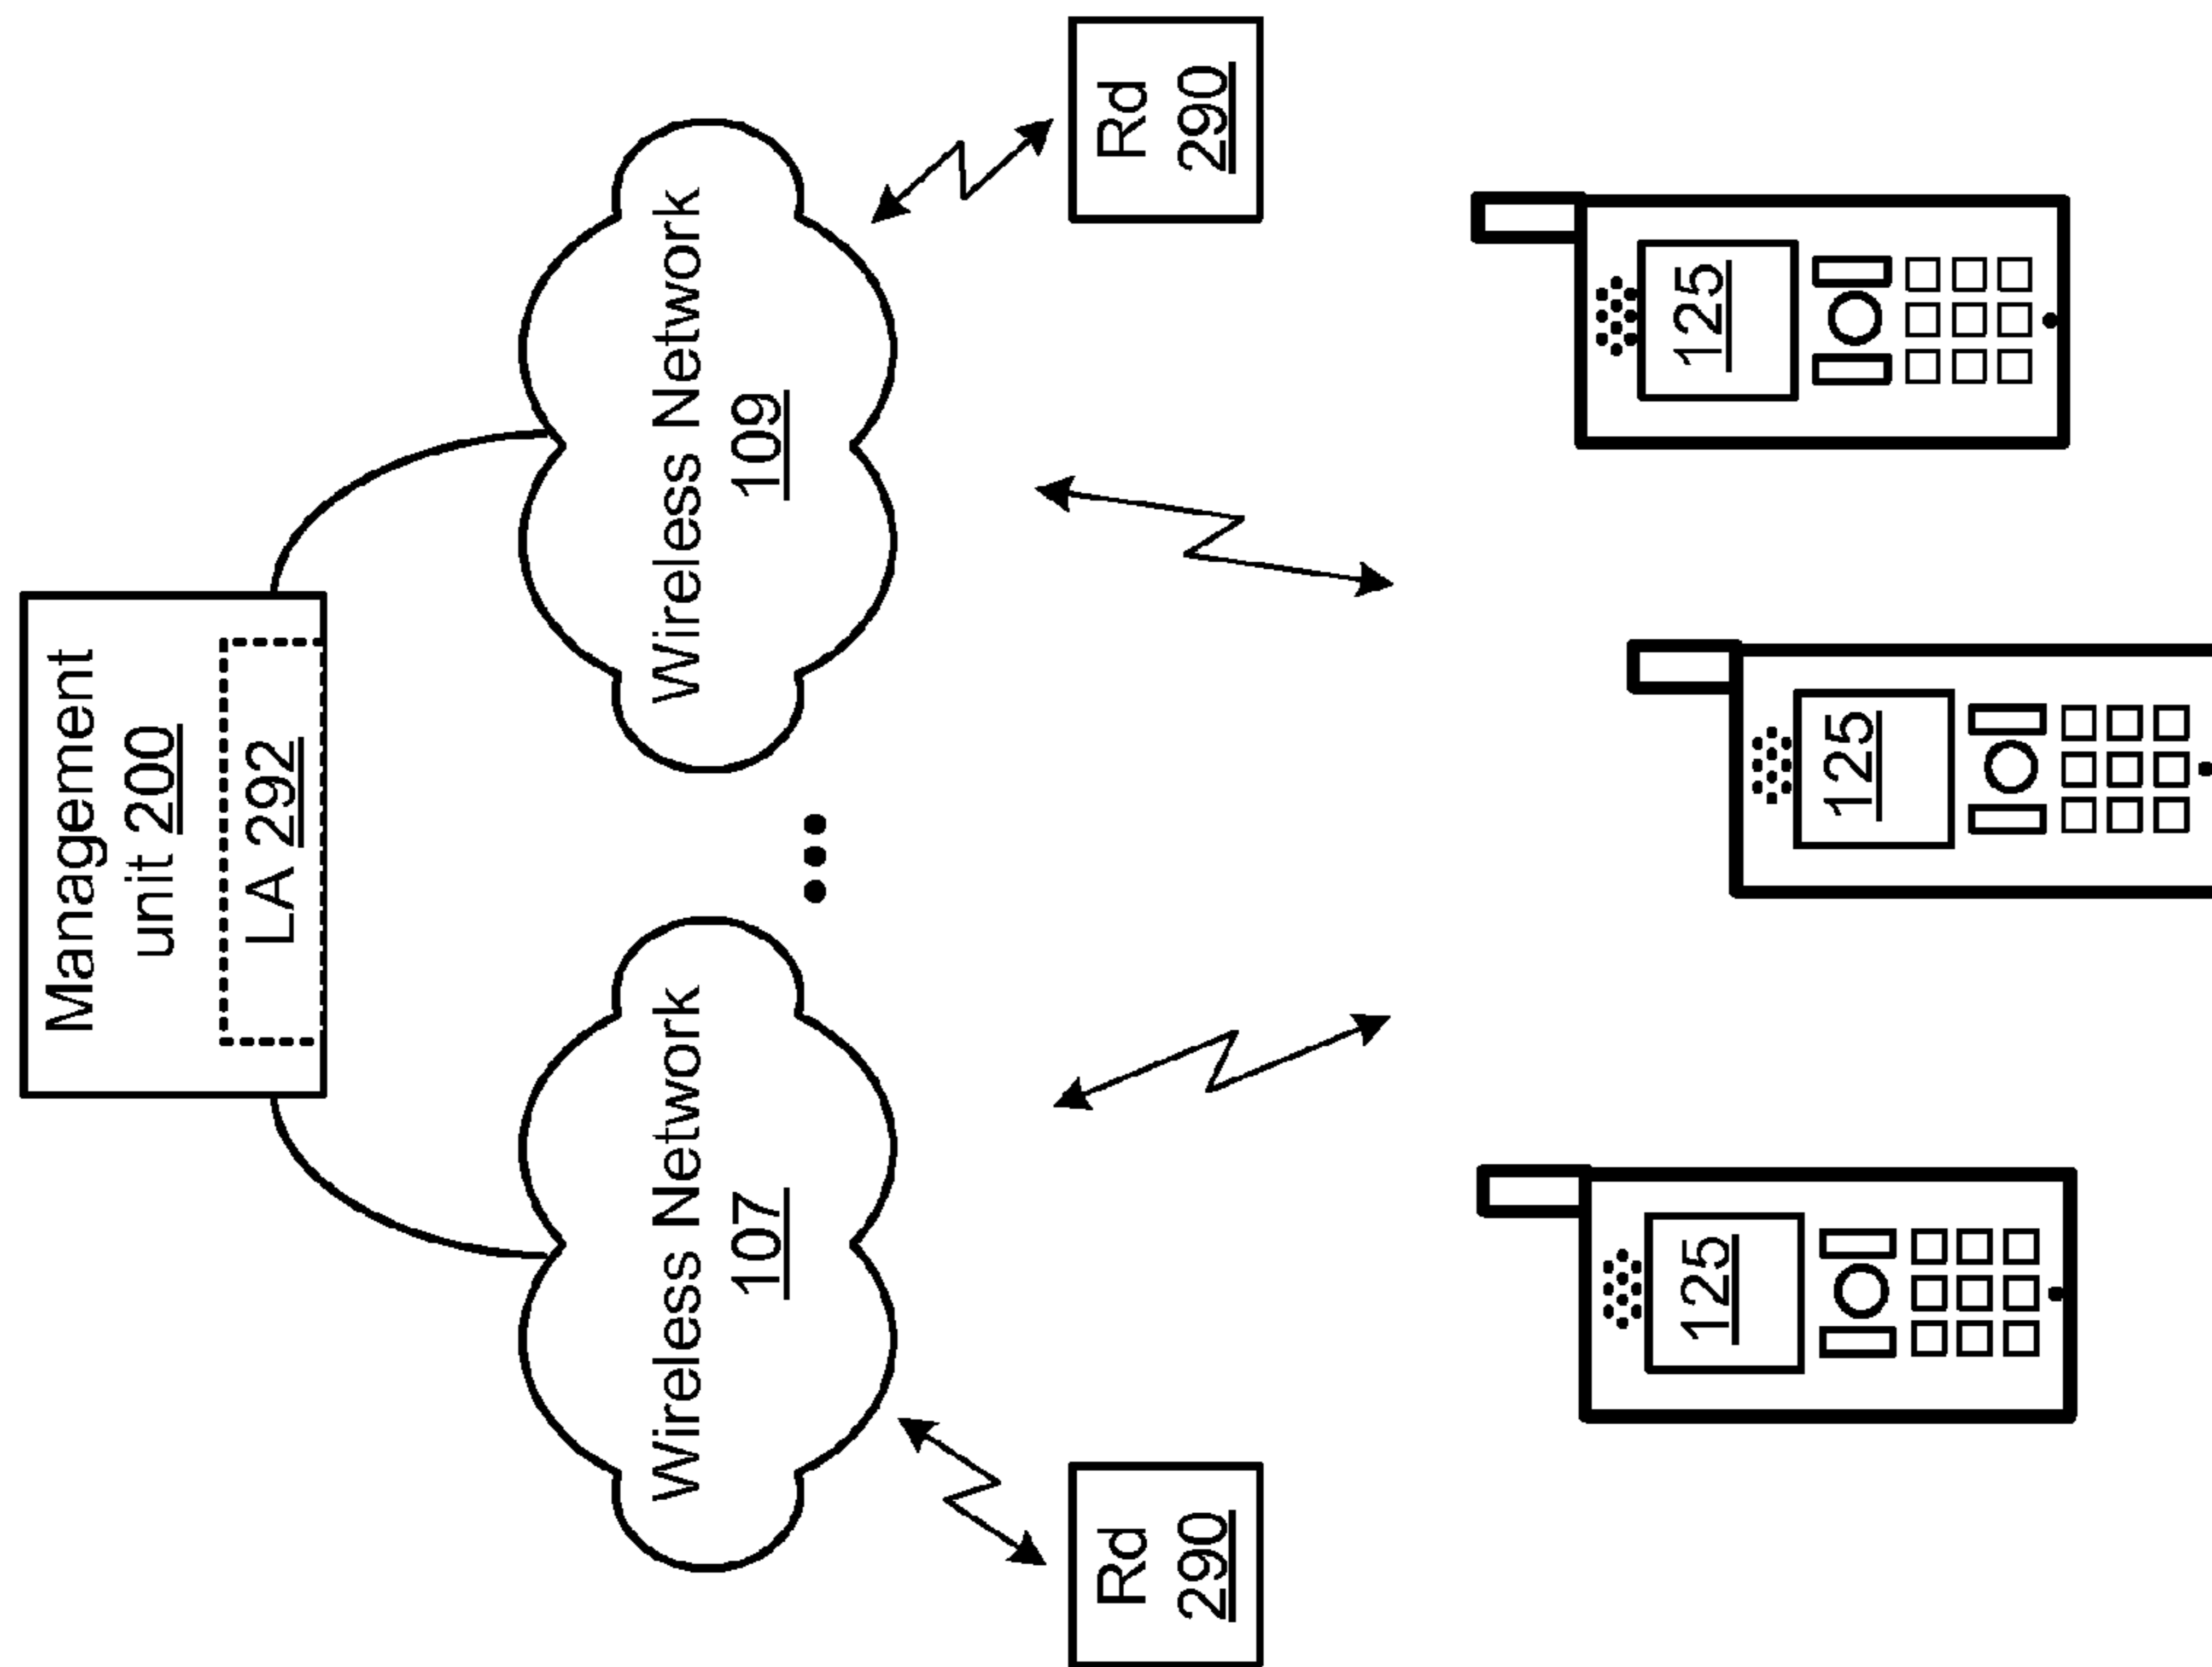 Management
unit 200
LA 292
Wireless Network
107
Wireless Network
109
Rd
290
Rd
290
125
125
125